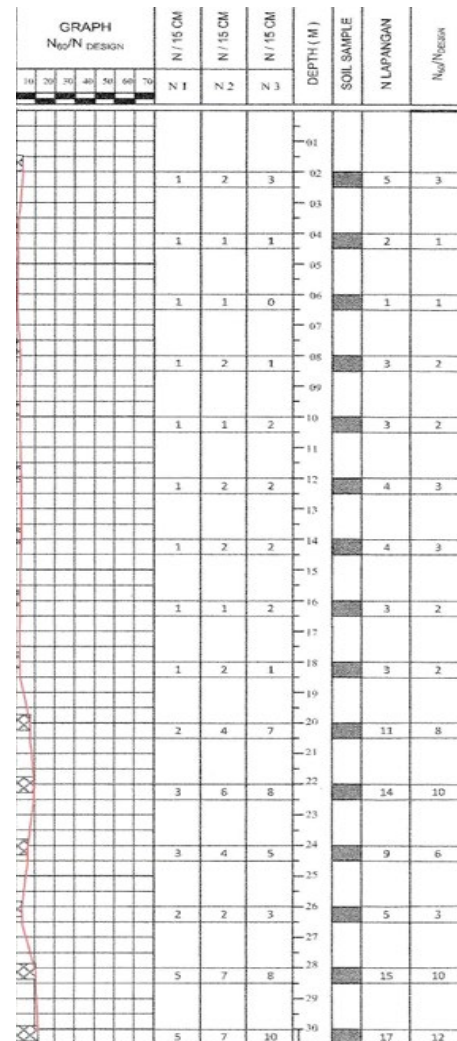 GRAPH
N60/N DESIGN
N / 15 CM
N / 15 CM
N / 15 CM
DEPTH ( M )
SOIL SAMPLE
N LAPANGAN
N60/NDESIGN
10 20 30 40 50 60 70
N 1 N 2 N 3
01
02 1 2 3 5 3
03
04 1 1 1 2 1
05
06 1 1 0 1 1
07
08 1 2 1 3 2
09
10 1 1 2 3 2
11
12 1 2 2 4 3
13
14 1 2 2 4 3
15
16 1 1 2 3 2
17
18 1 2 1 3 2
19
20 2 4 7 11 8
21
22 3 6 8 14 10
23
24 3 4 5 9 6
25
26 2 2 3 5 3
27
28 5 7 8 15 10
29
30 5 7 10 17 12